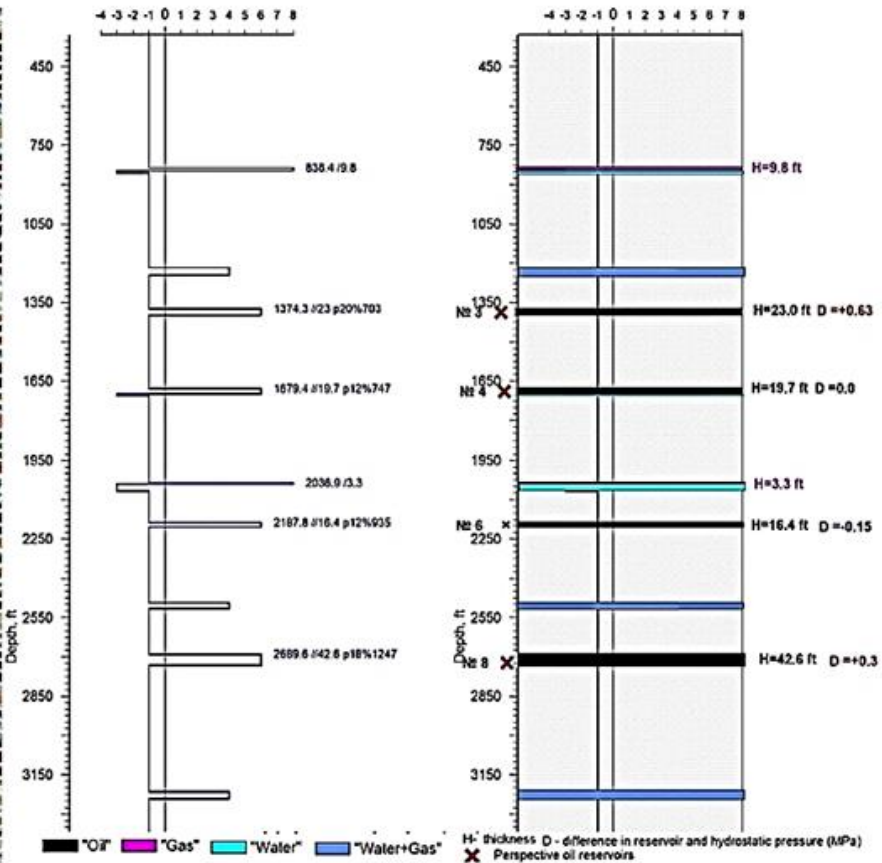 -4 -3 -2 -1 0 1 2 3 4 5 6 7 8
450
750
1050
1350
1650
1950
2250
2550
2850
3150
Depth, ft
838.4 /9.8
1374.3 //23 p20%703
1679.4 //19.7 p12%747
2036.9 /3.3
2187.8 //16.4 p12%935
2689.6 //42.6 p18%1247
-4 -3 -2 -1 0 1 2 3 4 5 6 7 8
450
750
1050
1350
1650
1950
2250
2550
2850
3150
Depth, ft
H=9.8 ft
№ 3
H=23.0 ft D =+0.63
№ 4
H=19.7 ft D =0.0
H=3.3 ft
№ 6
H=16.4 ft D =-0.15
№ 8
H=42.6 ft D =+0.3
"Oil" "Gas" "Water" "Water+Gas"
H- thickness D - difference in reservoir and hydrostatic pressure (MPa)
Perspective oil reservoirs